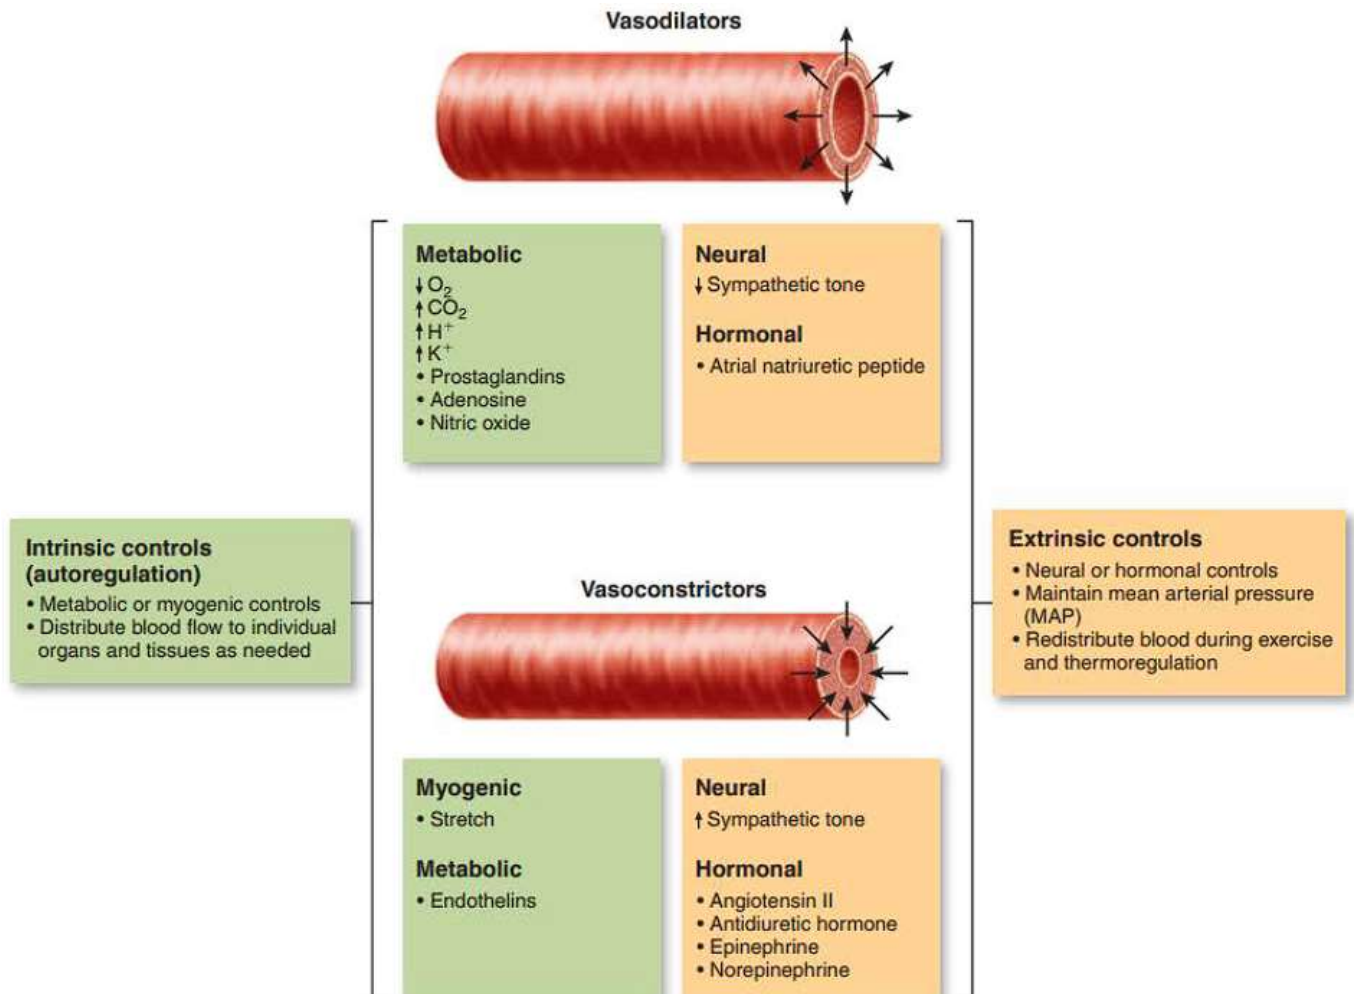 Vasodilators
Metabolic
↓O₂
↑CO₂
↑H⁺
↑K⁺
• Prostaglandins
• Adenosine
• Nitric oxide
Neural
↓ Sympathetic tone
Hormonal
• Atrial natriuretic peptide
Intrinsic controls
(autoregulation)
• Metabolic or myogenic controls
• Distribute blood flow to individual
organs and tissues as needed
Extrinsic controls
• Neural or hormonal controls
• Maintain mean arterial pressure
(MAP)
• Redistribute blood during exercise
and thermoregulation
Vasoconstrictors
Myogenic
• Stretch
Metabolic
• Endothelins
Neural
↑ Sympathetic tone
Hormonal
• Angiotensin II
• Antidiuretic hormone
• Epinephrine
• Norepinephrine